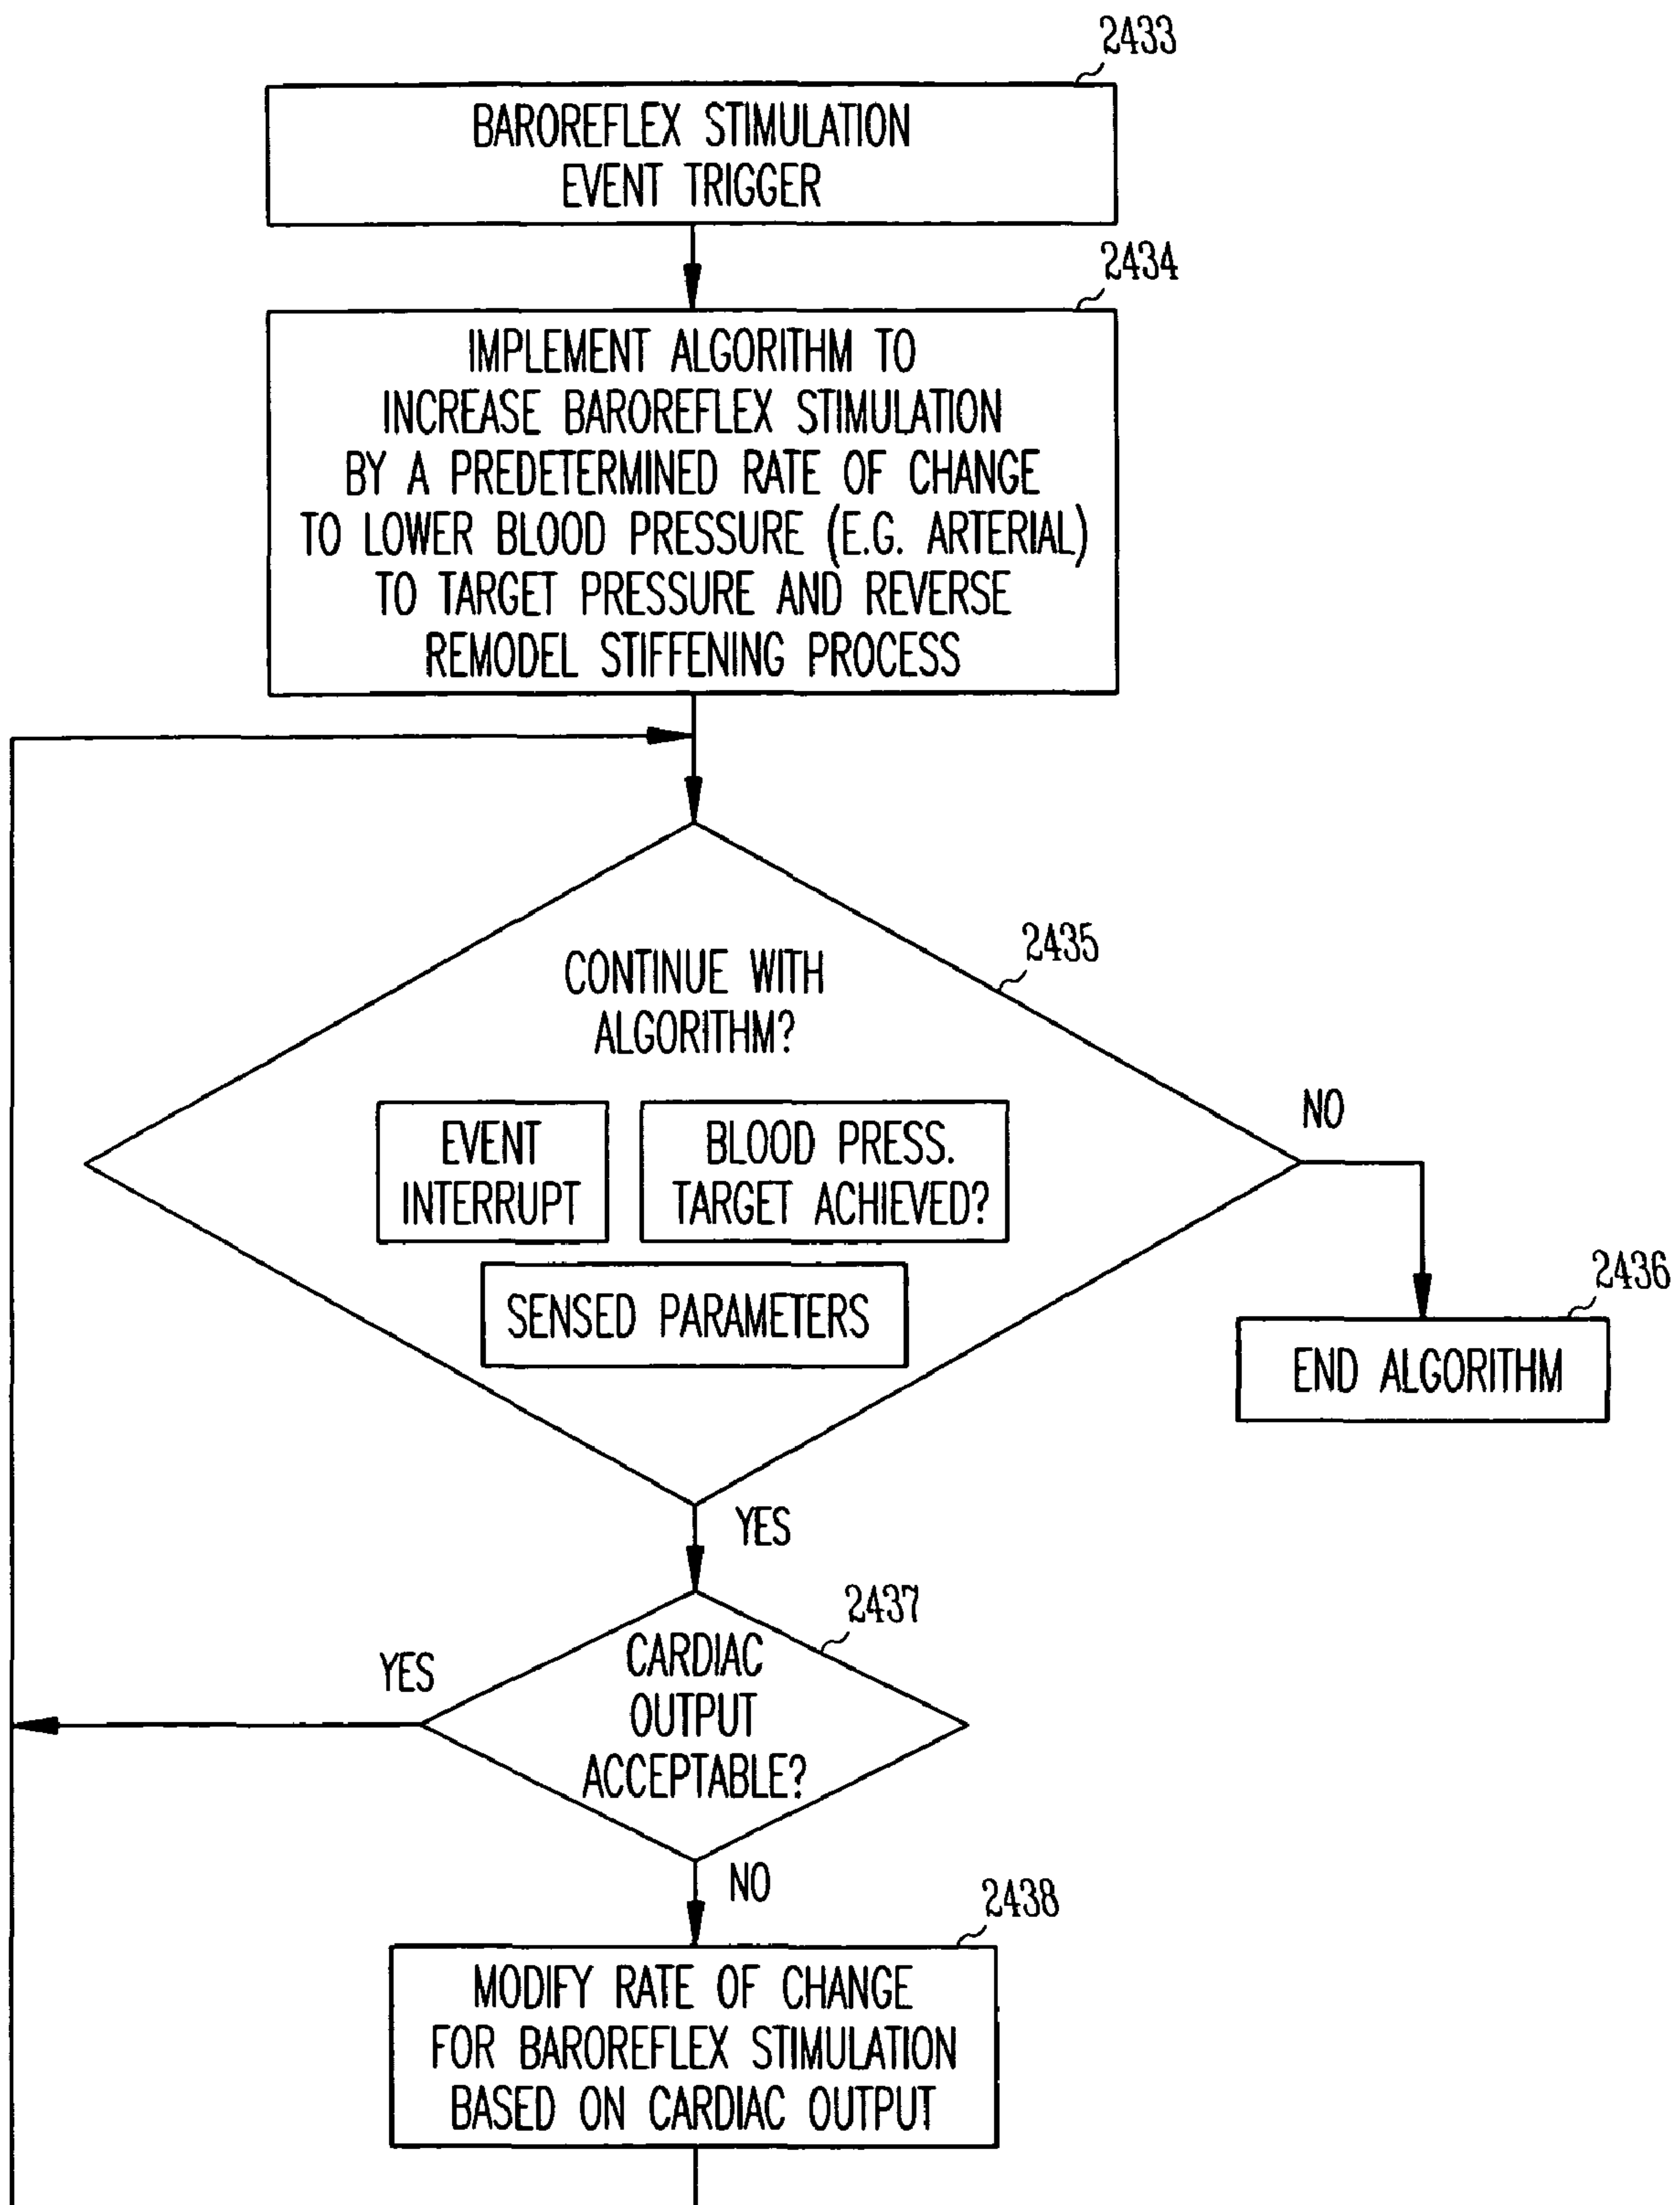 2433
BAROREFLEX STIMULATION
EVENT TRIGGER
2434
IMPLEMENT ALGORITHM TO
INCREASE BAROREFLEX STIMULATION
BY A PREDETERMINED RATE OF CHANGE
TO LOWER BLOOD PRESSURE (E.G. ARTERIAL)
TO TARGET PRESSURE AND REVERSE
REMODEL STIFFENING PROCESS
2435
CONTINUE WITH
ALGORITHM?
EVENT
INTERRUPT
BLOOD PRESS.
TARGET ACHIEVED?
SENSED PARAMETERS
NO
2436
END ALGORITHM
YES
2437
CARDIAC
OUTPUT
ACCEPTABLE?
YES
NO
2438
MODIFY RATE OF CHANGE
FOR BAROREFLEX STIMULATION
BASED ON CARDIAC OUTPUT